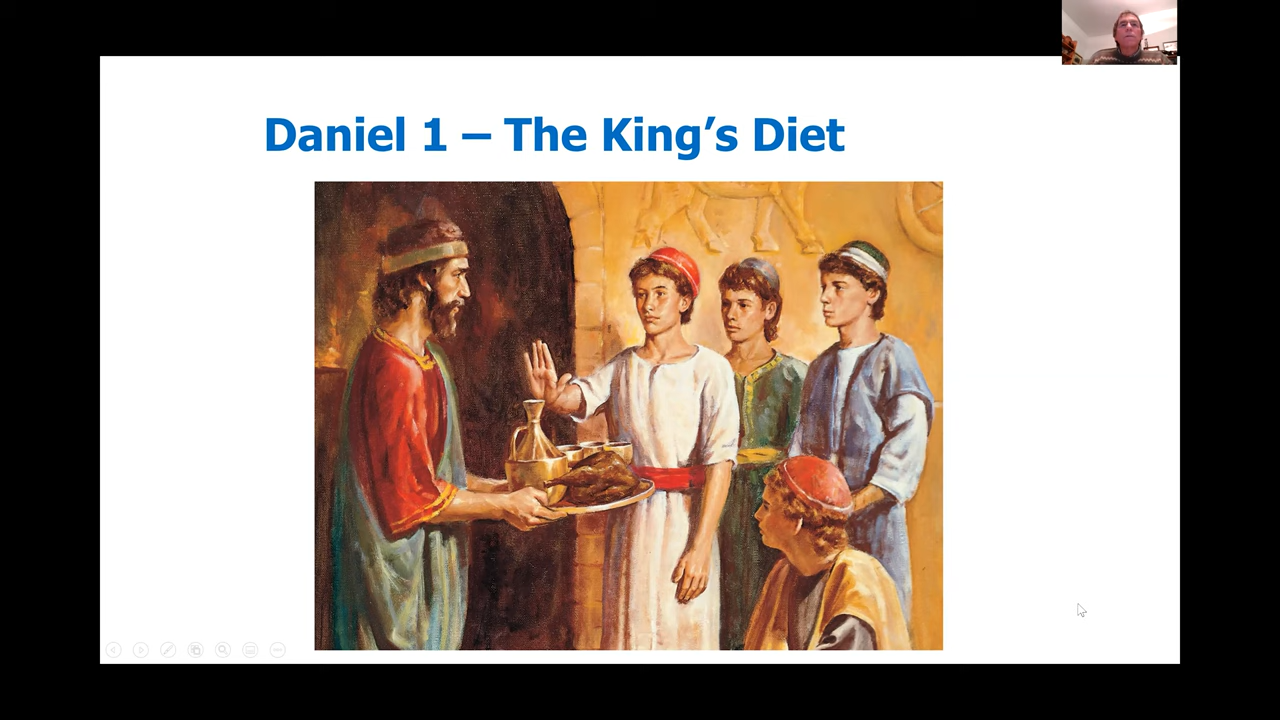 Daniel 1 – The King’s Diet